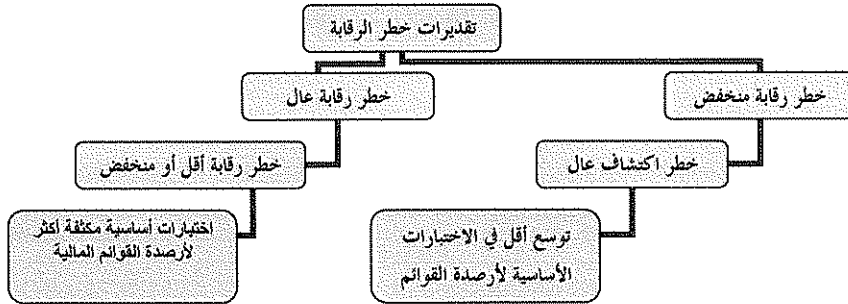 تقديرات خطر الرقابة
خطر رقابة منخفض
خطر رقابة عال
خطر اكتشاف عال
خطر رقابة أقل أو منخفض
توسع أقل في الاختبارات
الأساسية لأرصدة القوائم
اختبارات أساسية مكثفة أكثر
لأرصدة القوائم المالية